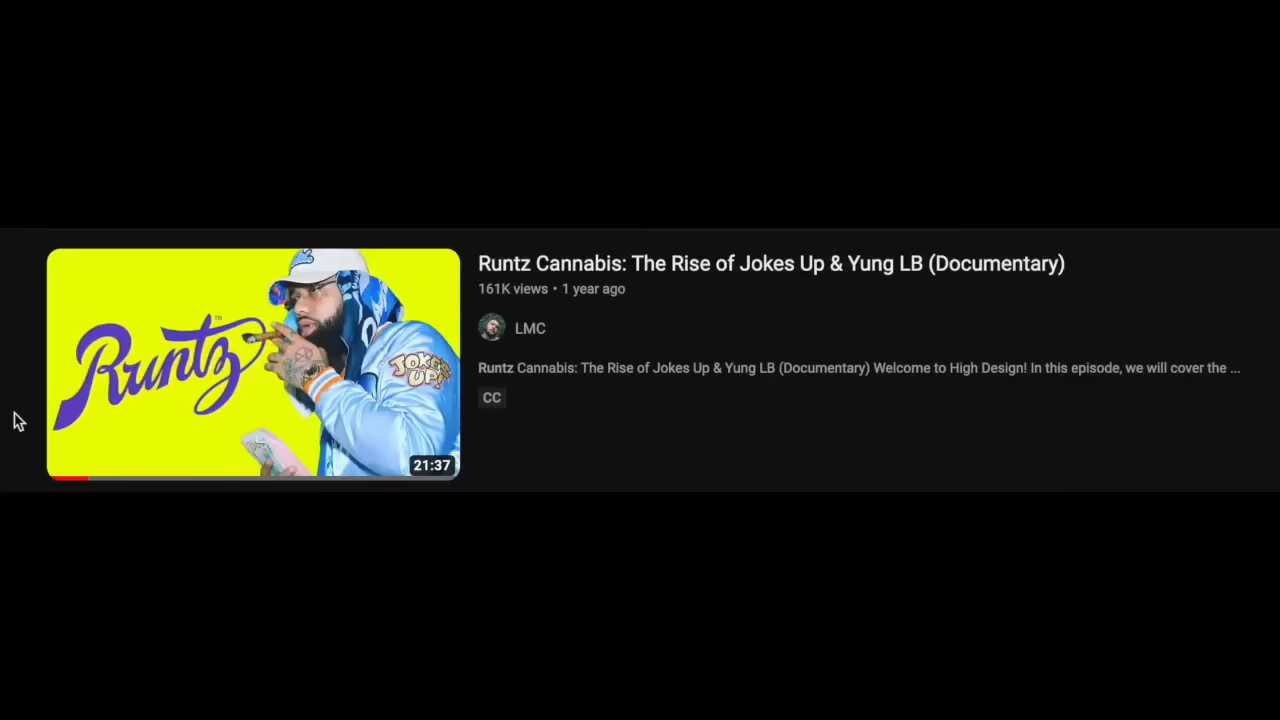 Runtz Cannabis: The Rise of Jokes Up & Yung LB (Documentary)
161K views • 1 year ago
LMC
Runtz Cannabis: The Rise of Jokes Up & Yung LB (Documentary) Welcome to High Design! In this episode, we will cover the ...
CC
Runtz™
JOKES
UP!
21:37